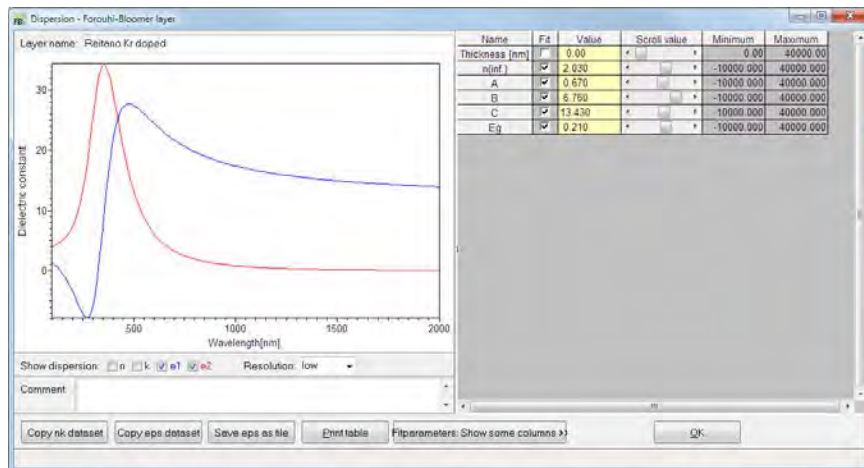 Dispersion - Forouhi-Bloomer layer
Layer name: Reitano Kr doped
Dielectric constant
30
20
10
0
500
1000
1500
2000
Wavelength[nm]
Show dispersion: n k e1 e2 Resolution: low
Comment
Name Fit Value Scroll value Minimum Maximum
Thickness [nm] 0.00 0.00 40000.00
n(inf.) 2.030 -10000.000 40000.000
A 0.670 -10000.000 40000.000
B 6.760 -10000.000 40000.000
C 13.430 -10000.000 40000.000
Eg 0.210 -10000.000 40000.000
Copy nk dataset Copy eps dataset Save eps as file Print table Fitparameters: Show some columns >> OK